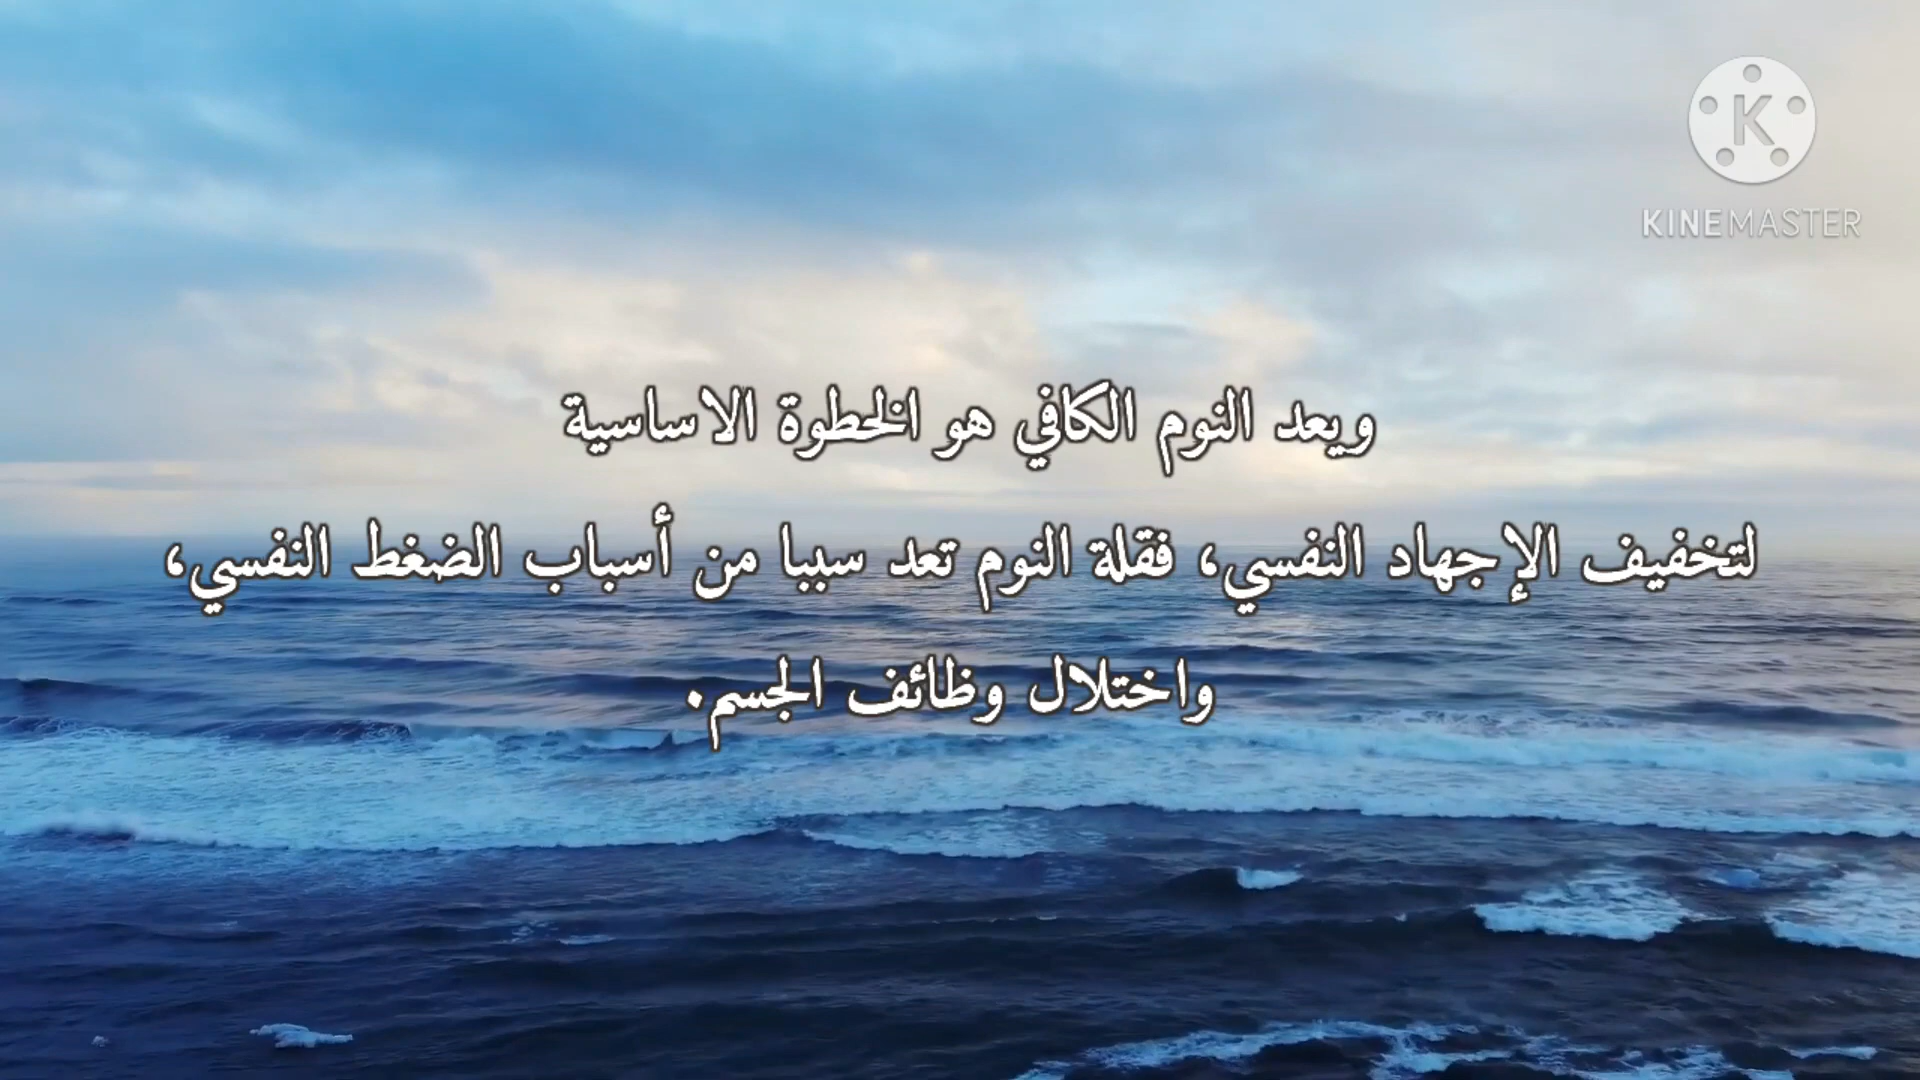 KINEMASTER
ويعد النوم الكافي هو الخطوة الاساسية
لتخفيف الإجهاد النفسي، فقلة النوم تعد سببا من أسباب الضغط النفسي،
واختلال وظائف الجسم.